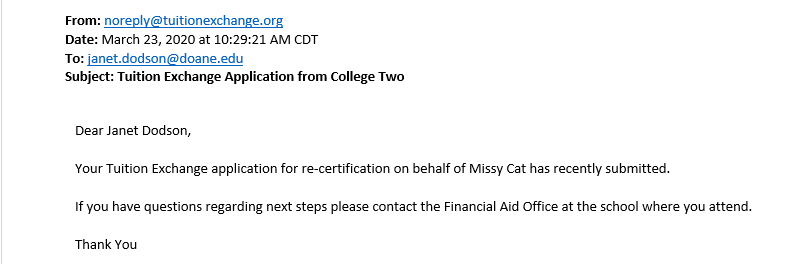 From: noreply@tuitionexchange.org
Date: March 23, 2020 at 10:29:21 AM CDT
To: janet.dodson@doane.edu
Subject: Tuition Exchange Application from College Two
Dear Janet Dodson,
Your Tuition Exchange application for re-certification on behalf of Missy Cat has recently submitted.
If you have questions regarding next steps please contact the Financial Aid Office at the school where you attend.
Thank You